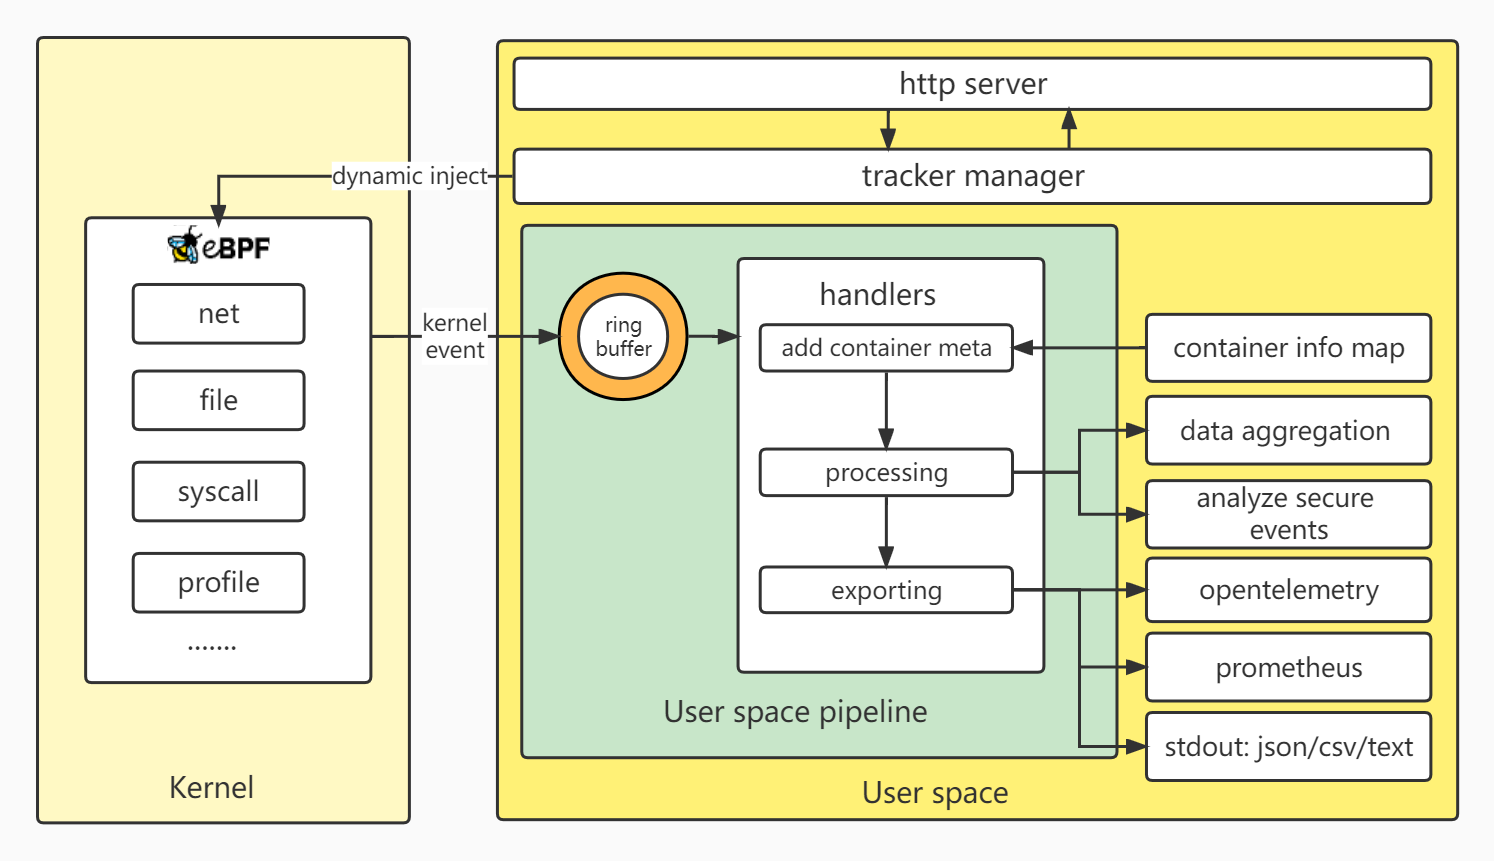 http server
tracker manager
dynamic inject
eBPF
net
file
syscall
profile
.......
Kernel
kernel
event
ring
buffer
handlers
add container meta
processing
exporting
User space pipeline
container info map
data aggregation
analyze secure
events
opentelemetry
prometheus
stdout: json/csv/text
User space